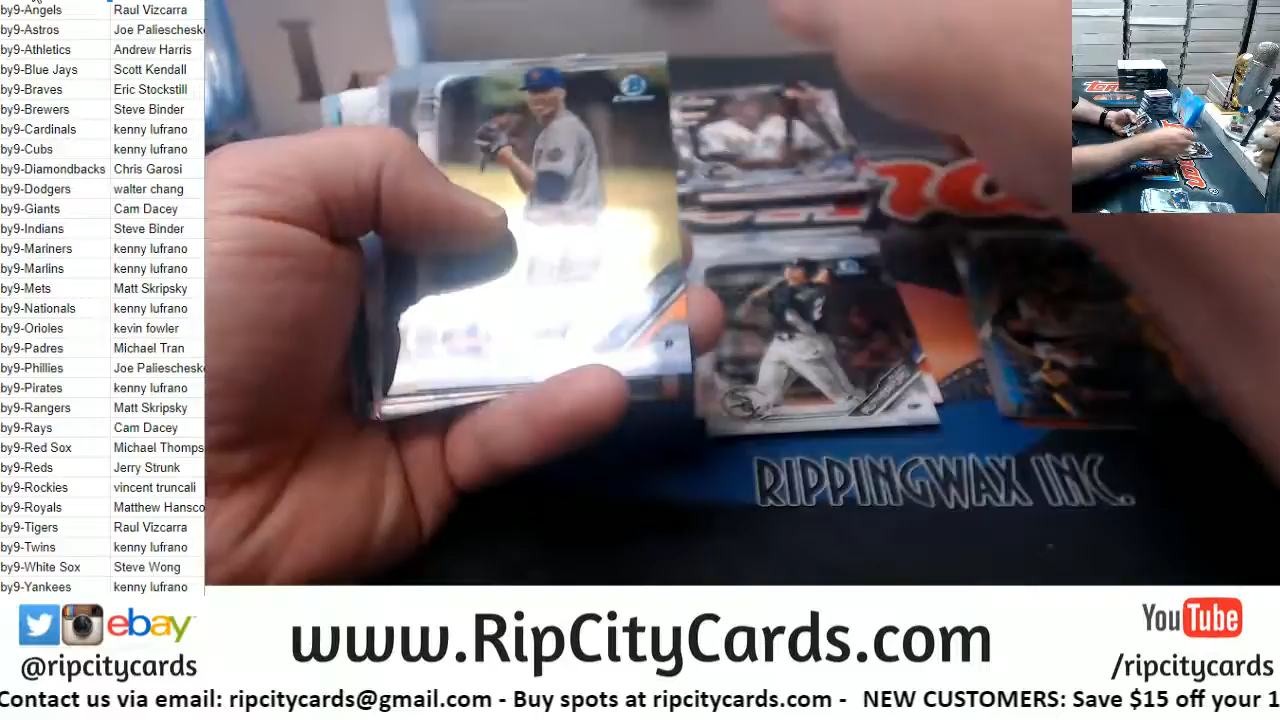 by9-Angels Raul Vizcarra
by9-Astros Joe Palieschesk
by9-Athletics Andrew Harris
by9-Blue Jays Scott Kendall
by9-Braves Eric Stockstill
by9-Brewers Steve Binder
by9-Cardinals kenny lufrano
by9-Cubs kenny lufrano
by9-Diamondbacks Chris Garosi
by9-Dodgers walter chang
by9-Giants Cam Dacey
by9-Indians Steve Binder
by9-Mariners kenny lufrano
by9-Marlins kenny lufrano
by9-Mets Matt Skripsky
by9-Nationals kenny lufrano
by9-Orioles kevin fowler
by9-Padres Michael Tran
by9-Phillies Joe Paliesche
by9-Pirates kenny lufrano
by9-Rangers Matt Skripsky
by9-Rays Cam Dacey
by9-Red Sox Michael Thomps
by9-Reds Jerry Strunk
by9-Rockies vincent truncali
by9-Royals Matthew Hansco
by9-Tigers Raul Vizcarra
by9-Twins kenny lufrano
by9-White Sox Steve Wong
by9-Yankees kenny lufrano
RIPPINGWAX INC.
ebay
@ripcitycards
www.RipCityCards.com
YouTube
/ripcitycards
Contact us via email: ripcitycards@gmail.com - Buy spots at ripcitycards.com - NEW CUSTOMERS: Save $15 off your 1